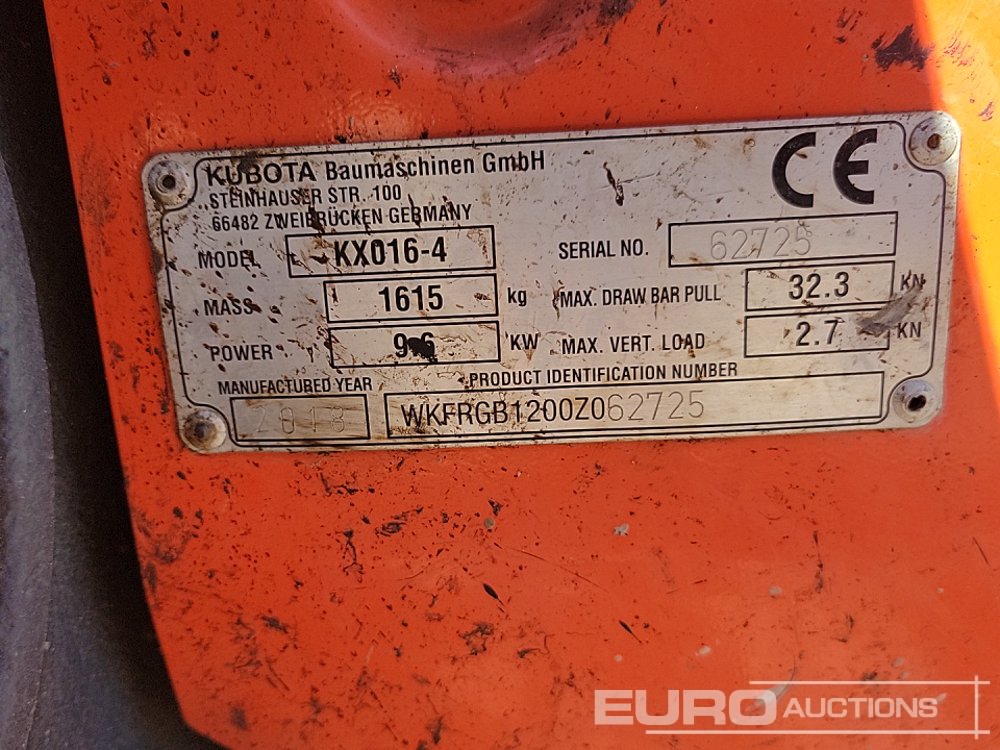 KUBOTA Baumaschinen GmbH
STEINHAUSER STR. 100
66482 ZWEIBRÜCKEN GERMANY
CE
MODEL KX016-4 SERIAL NO. 62725
MASS 1615 kg MAX. DRAW BAR PULL 32.3 KN
POWER 9.6 KW MAX. VERT. LOAD 2.7 KN
MANUFACTURED YEAR PRODUCT IDENTIFICATION NUMBER
2018 WKFRGB1200Z062725
EURO AUCTIONS